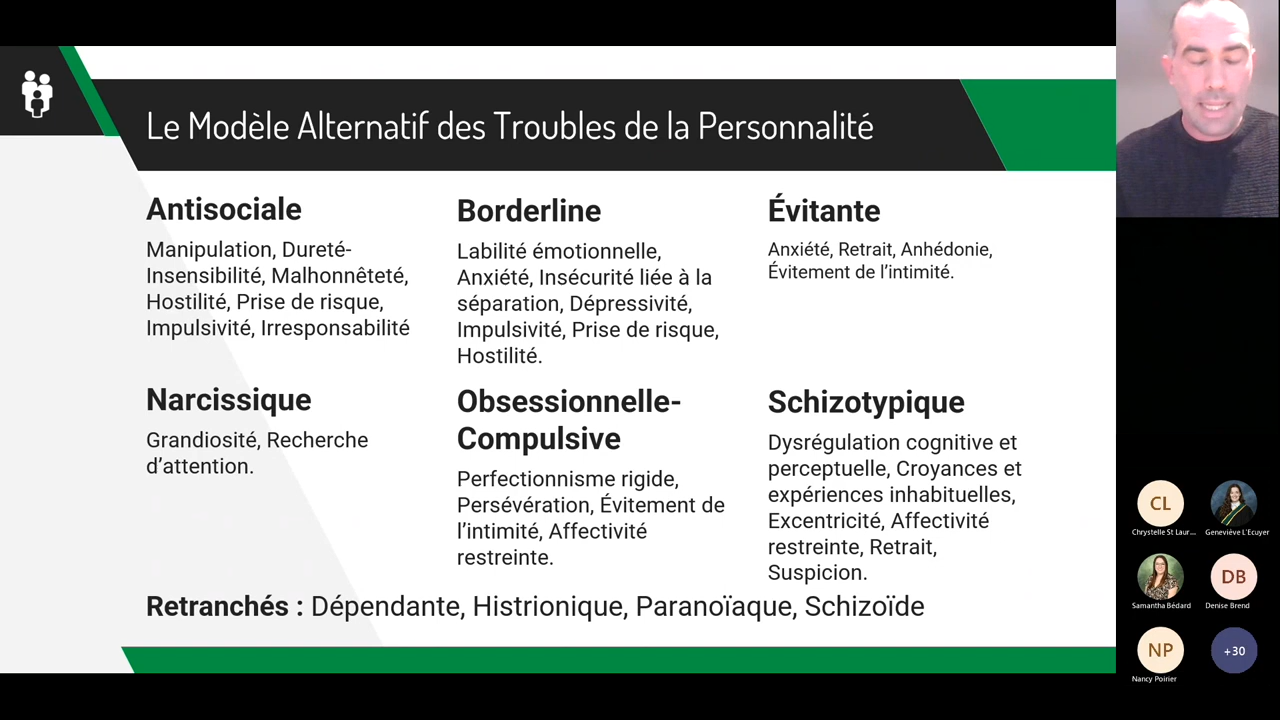 Le Modèle Alternatif des Troubles de la Personnalité
Antisociale
Manipulation, Dureté-
Insensibilité, Malhonnêteté,
Hostilité, Prise de risque,
Impulsivité, Irresponsabilité
Borderline
Labilité émotionnelle,
Anxiété, Insécurité liée à la
séparation, Dépressivité,
Impulsivité, Prise de risque,
Hostilité.
Évitante
Anxiété, Retrait, Anhédonie,
Évitement de l’intimité.
Narcissique
Grandiosité, Recherche
d’attention.
Obsessionnelle-
Compulsive
Perfectionnisme rigide,
Persévération, Évitement de
l’intimité, Affectivité
restreinte.
Schizotypique
Dysrégulation cognitive et
perceptuelle, Croyances et
expériences inhabituelles,
Excentricité, Affectivité
restreinte, Retrait,
Suspicion.
Retranchés : Dépendante, Histrionique, Paranoïaque, Schizoïde
CL
Chrystelle St Laur...
Geneviève L'Ecuyer
Samantha Bédard
DB
Denise Brend
NP
Nancy Poirier
+30